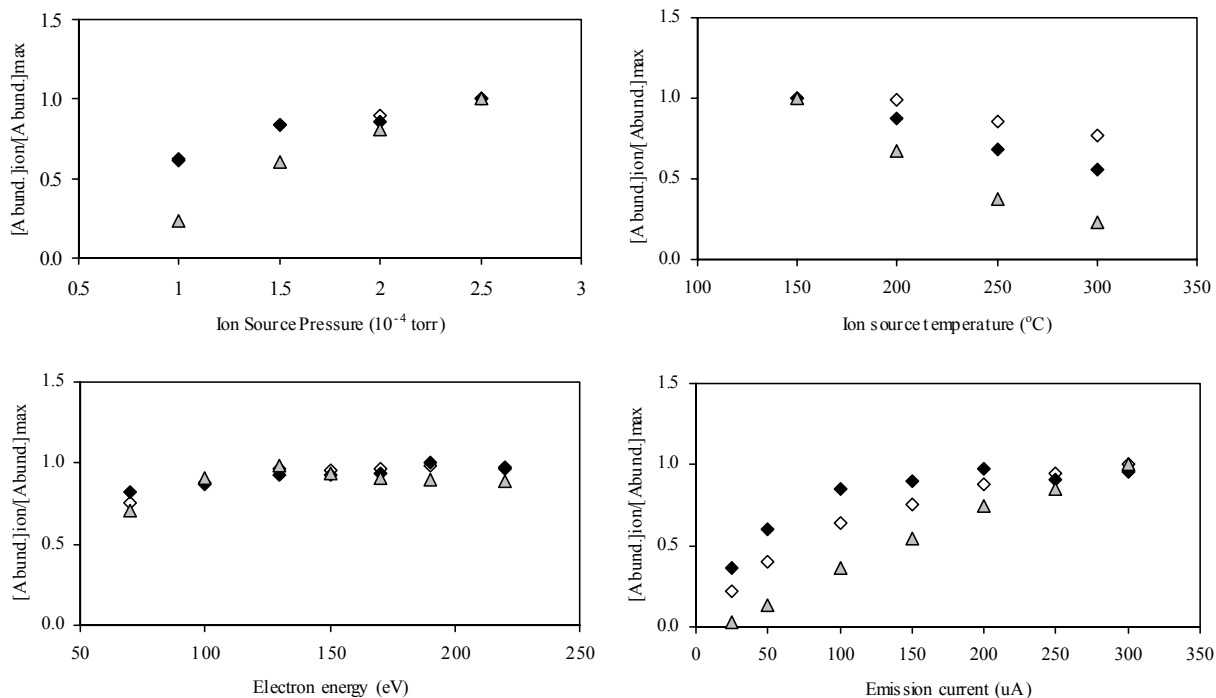 1.5
1.0
0.5
0.0
[Abund.]ion/[Abund.]max
0.5 1 1.5 2 2.5 3
Ion Source Pressure (10⁻⁴ torr)
1.5
1.0
0.5
0.0
[Abund.]ion/[Abund.]max
100 150 200 250 300 350
Ion source temperature (°C)
1.5
1.0
0.5
0.0
[Abund.]ion/[Abund.]max
50 100 150 200 250
Electron energy (eV)
1.5
1.0
0.5
0.0
[Abund.]ion/[Abund.]max
0 50 100 150 200 250 300 350
Emission current (uA)